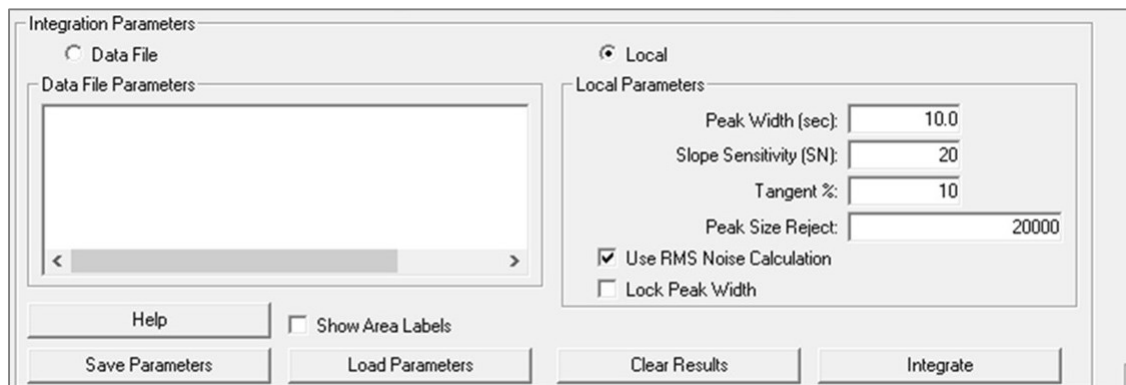 Integration Parameters
Data File
Local
Data File Parameters
Local Parameters
Peak Width (sec): 10.0
Slope Sensitivity (SN): 20
Tangent %: 10
Peak Size Reject: 20000
Use RMS Noise Calculation
Lock Peak Width
Help
Show Area Labels
Save Parameters
Load Parameters
Clear Results
Integrate